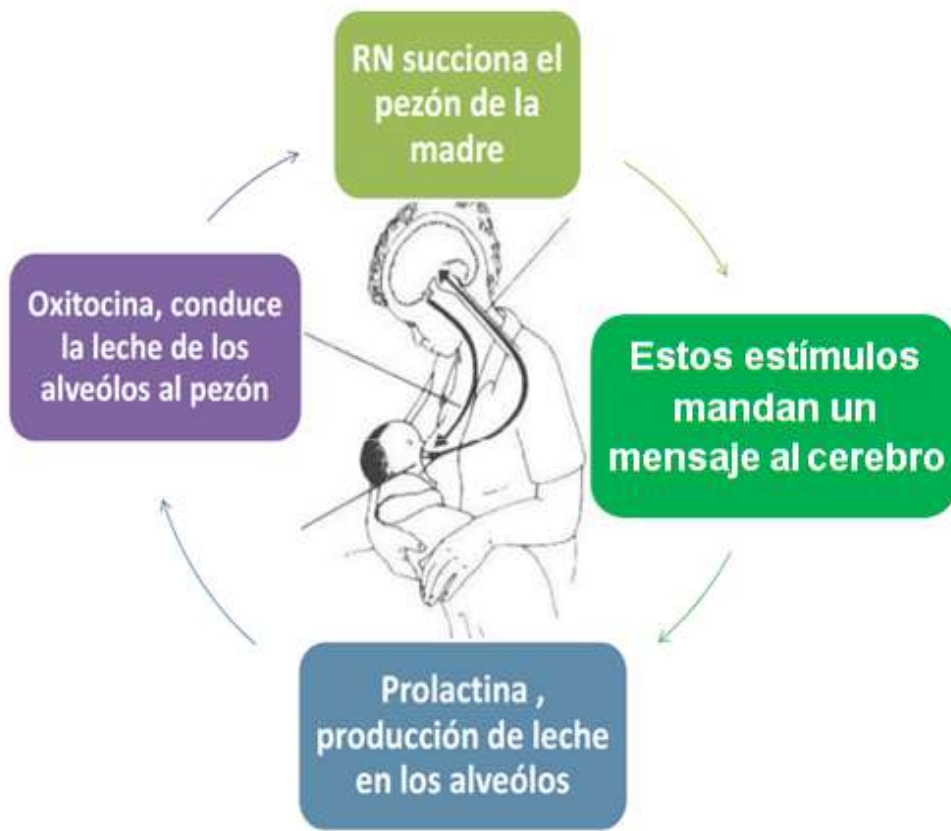 RN succiona el
pezón de la
madre
Estos estímulos
mandan un
mensaje al cerebro
Prolactina ,
producción de leche
en los alveólos
Oxitocina, conduce
la leche de los
alveólos al pezón